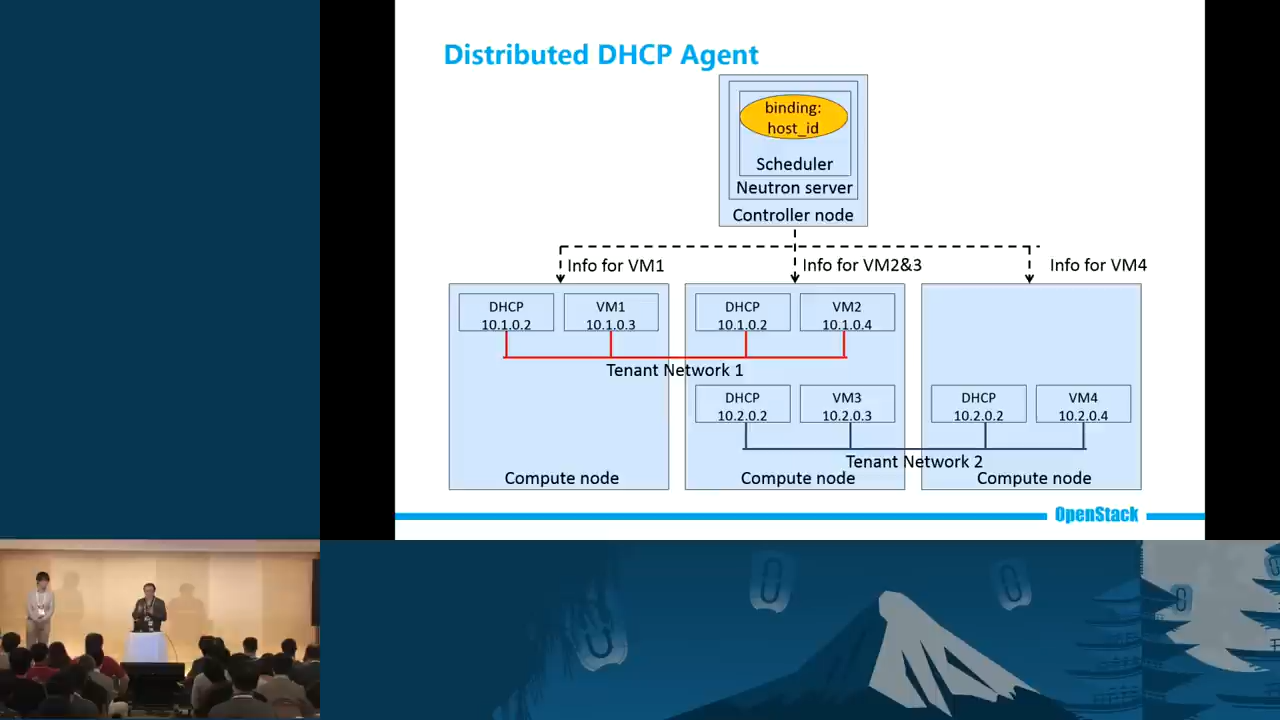 Distributed DHCP Agent
binding:
host_id
Scheduler
Neutron server
Controller node
Info for VM1
Info for VM2&3
Info for VM4
DHCP
10.1.0.2
VM1
10.1.0.3
DHCP
10.1.0.2
VM2
10.1.0.4
Tenant Network 1
DHCP
10.2.0.2
VM3
10.2.0.3
DHCP
10.2.0.2
VM4
10.2.0.4
Tenant Network 2
Compute node
Compute node
Compute node
OpenStack